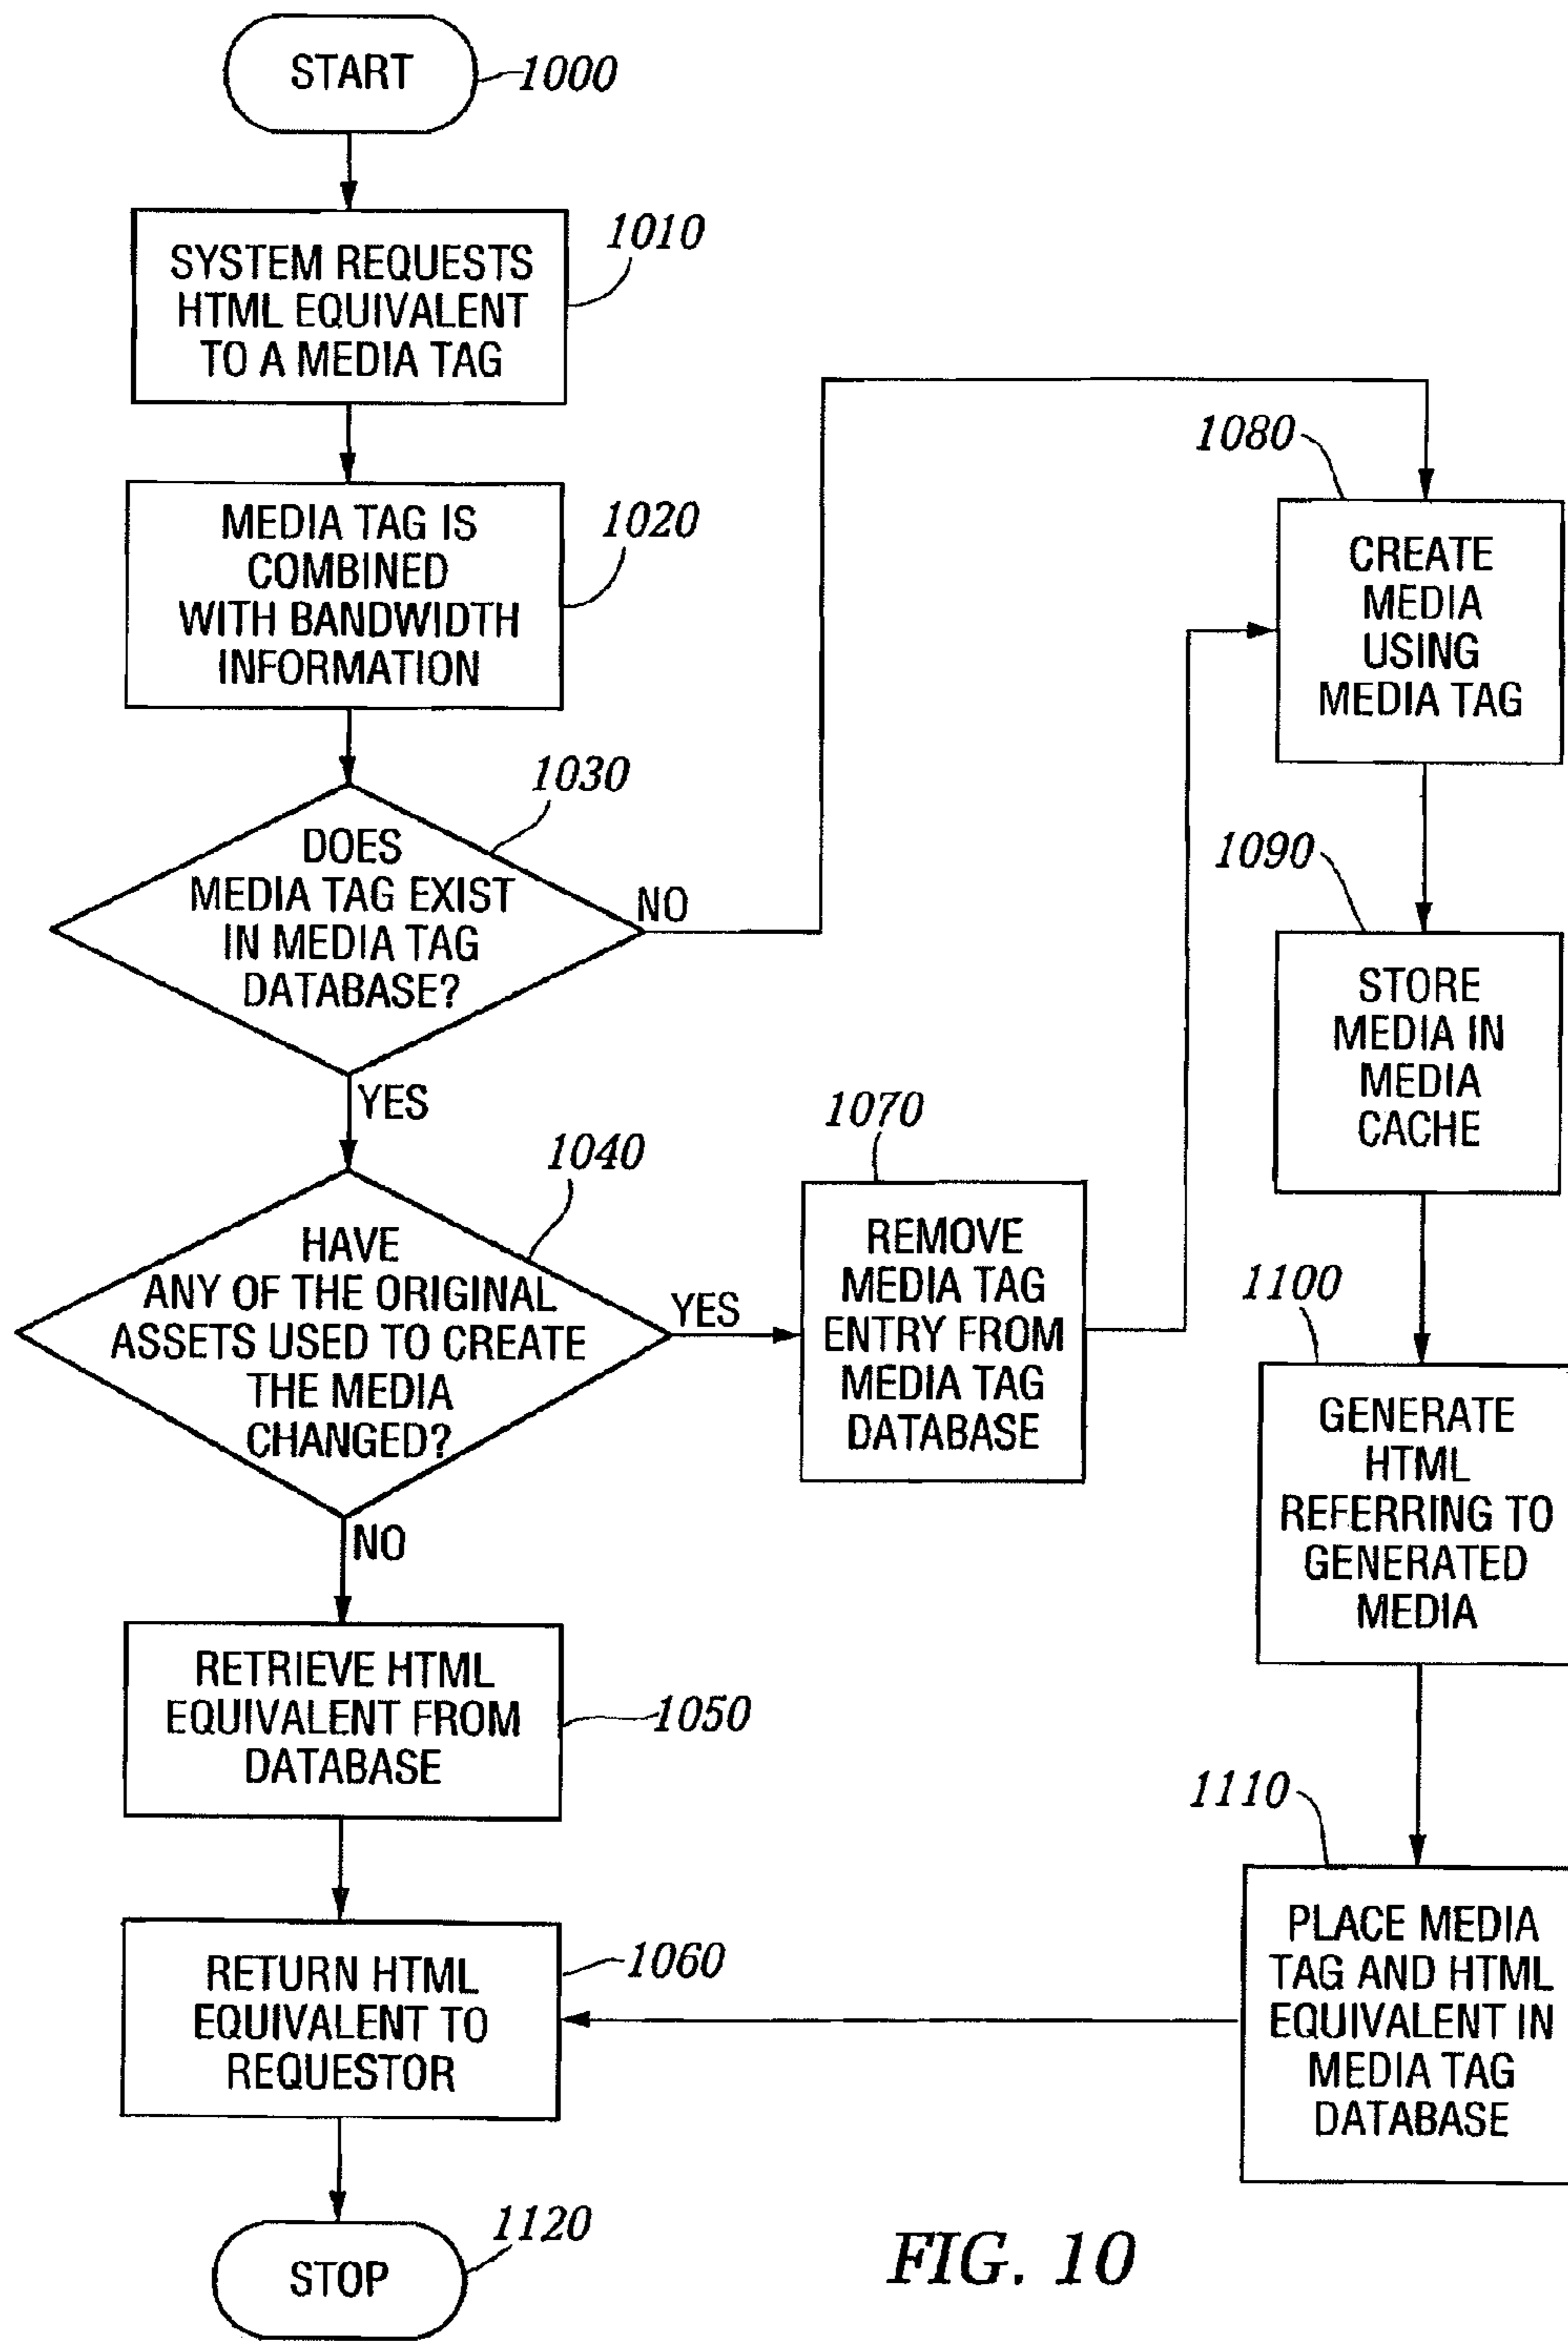 START
1000
SYSTEM REQUESTS
HTML EQUIVALENT
TO A MEDIA TAG
1010
MEDIA TAG IS
COMBINED
WITH BANDWIDTH
INFORMATION
1020
DOES
MEDIA TAG EXIST
IN MEDIA TAG
DATABASE?
1030
NO
YES
HAVE
ANY OF THE ORIGINAL
ASSETS USED TO CREATE
THE MEDIA
CHANGED?
1040
YES
NO
RETRIEVE HTML
EQUIVALENT FROM
DATABASE
1050
RETURN HTML
EQUIVALENT TO
REQUESTOR
1060
STOP
1120
1070
REMOVE
MEDIA TAG
ENTRY FROM
MEDIA TAG
DATABASE
1080
CREATE
MEDIA
USING
MEDIA TAG
1090
STORE
MEDIA IN
MEDIA
CACHE
1100
GENERATE
HTML
REFERRING TO
GENERATED
MEDIA
1110
PLACE MEDIA
TAG AND HTML
EQUIVALENT IN
MEDIA TAG
DATABASE
FIG. 10